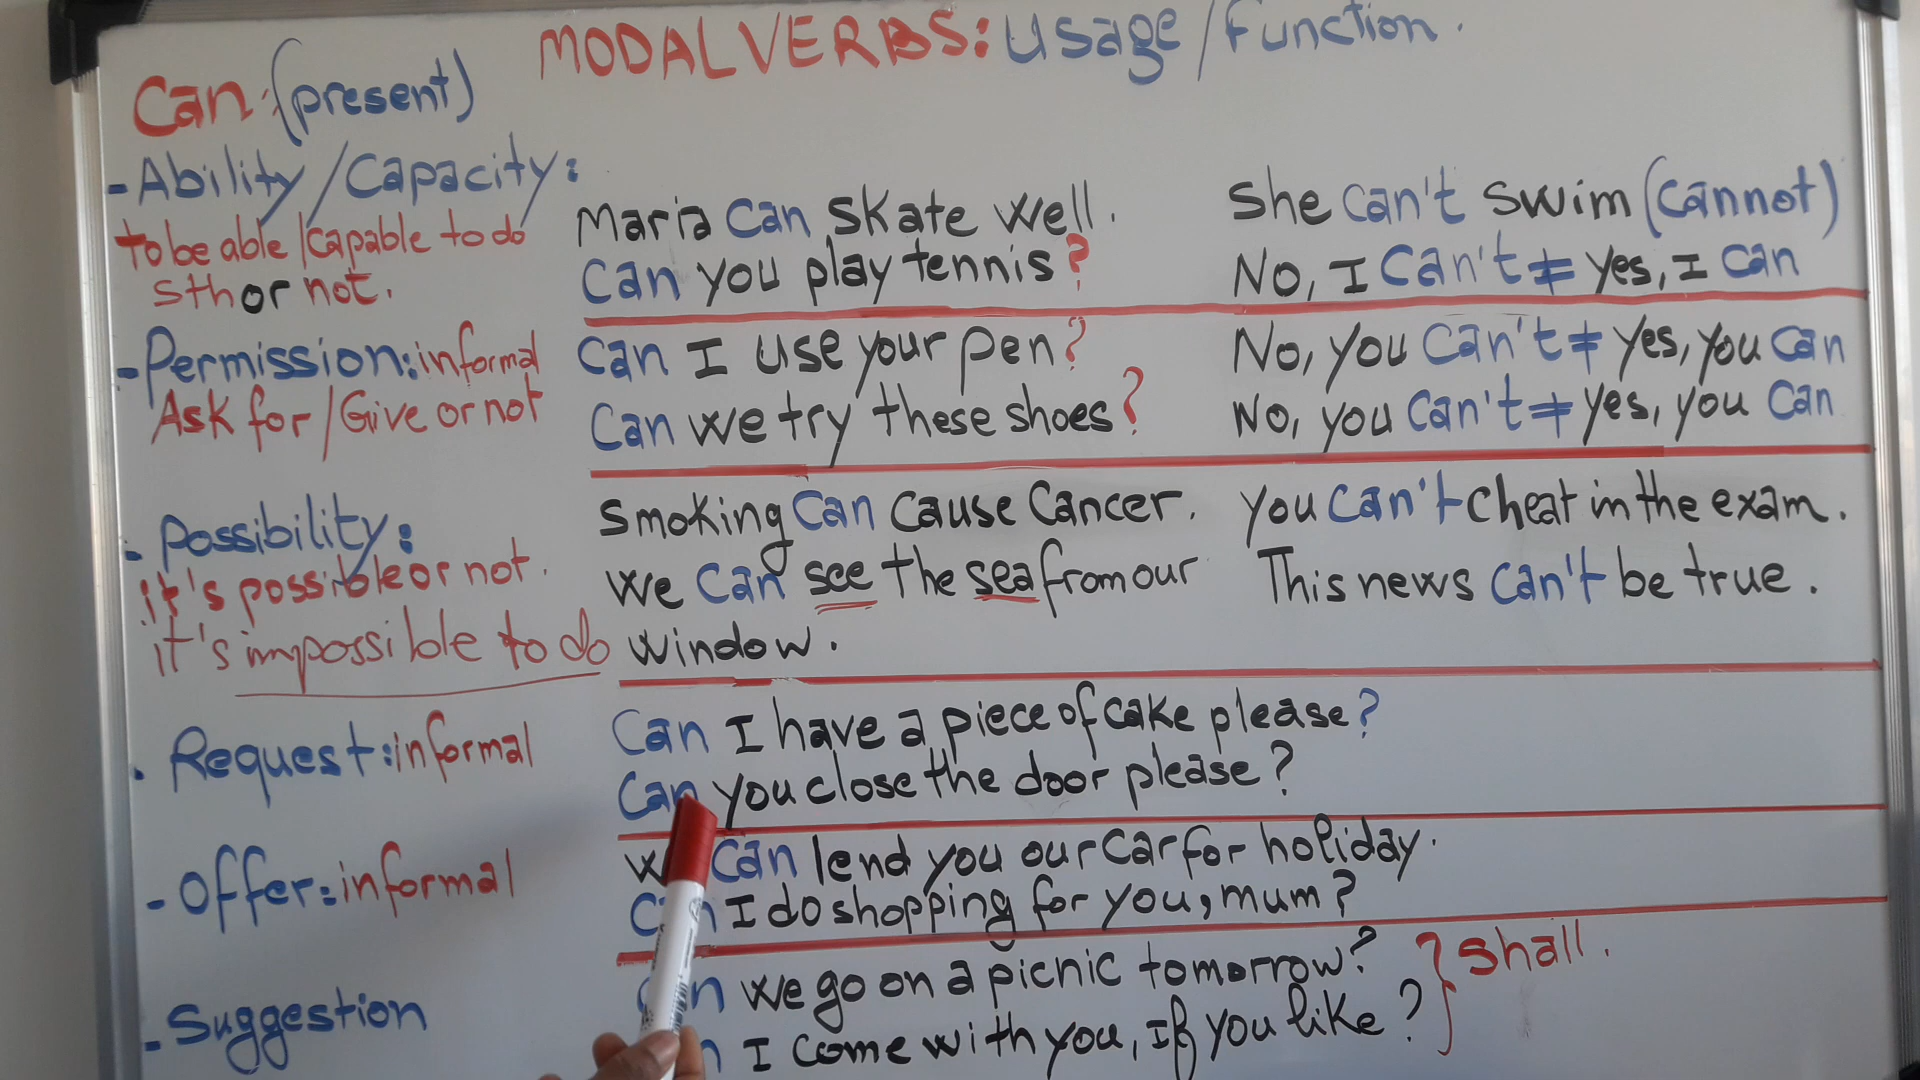 MODAL VERBS: Usage / Function.
Can: (present)
- Ability / Capacity:
to be able / capable to do
sth or not.
Maria Can skate well.
She can't swim (cannot)
Can you play tennis?
No, I Can't ≠ yes, I can
- Permission: informal
Ask for / Give or not
Can I use your pen?
No, you Can't ≠ yes, you Can
Can we try these shoes?
No, you Can't ≠ yes, you Can
- Possibility:
it's possible or not.
it's impossible to do
Smoking Can Cause Cancer.
you can't cheat in the exam.
We Can see the sea from our
window.
This news can't be true.
- Request: informal
Can I have a piece of cake please?
Can you close the door please?
- Offer: informal
Can lend you our car for holiday.
I do shopping for you, mum?
- Suggestion
we go on a picnic tomorrow?
I come with you, if you like?
} shall.